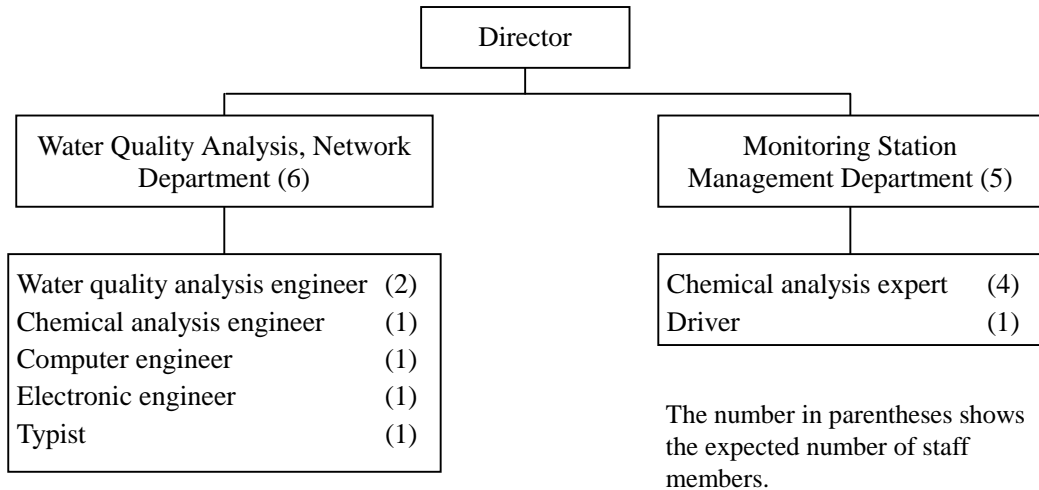 Director
Water Quality Analysis, Network
Department (6)
Monitoring Station
Management Department (5)
Water quality analysis engineer (2)
Chemical analysis engineer (1)
Computer engineer (1)
Electronic engineer (1)
Typist (1)
Chemical analysis expert (4)
Driver (1)
The number in parentheses shows
the expected number of staff
members.